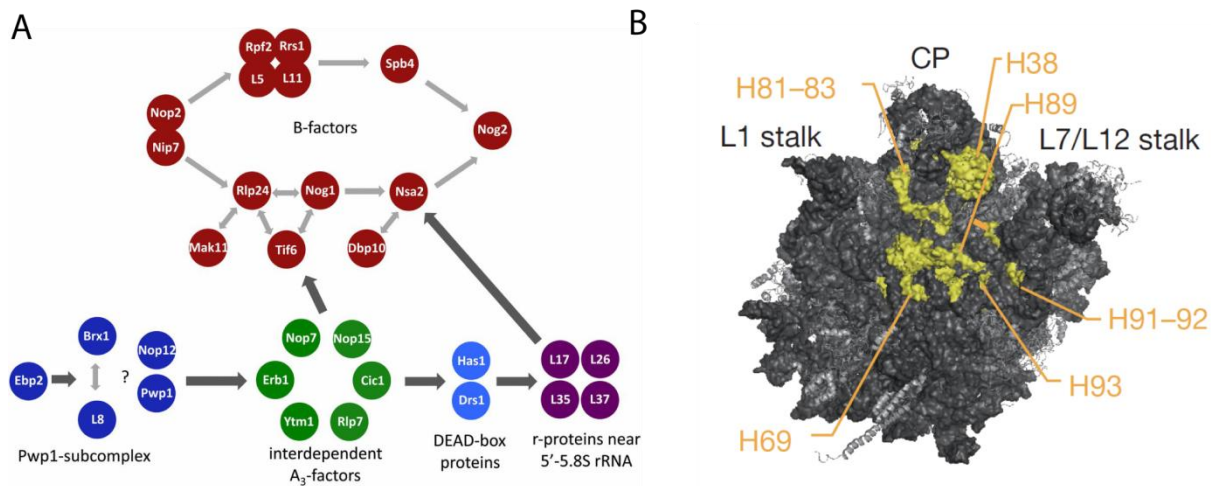 A
Rpf2
Rrs1
L5
L11
Spb4
Nop2
Nip7
B-factors
Nog2
Rlp24
Nog1
Nsa2
Mak11
Tif6
Dbp10
Brx1
Nop12
Ebp2
?
Pwp1
L8
Pwp1-subcomplex
Nop7
Nop15
Erb1
Cic1
Ytm1
Rlp7
interdependent
A₃-factors
Has1
Drs1
DEAD-box
proteins
L17
L26
L35
L37
r-proteins near
5'-5.8S rRNA
B
CP
H38
H81–83
H89
L1 stalk
L7/L12 stalk
H91–92
H93
H69